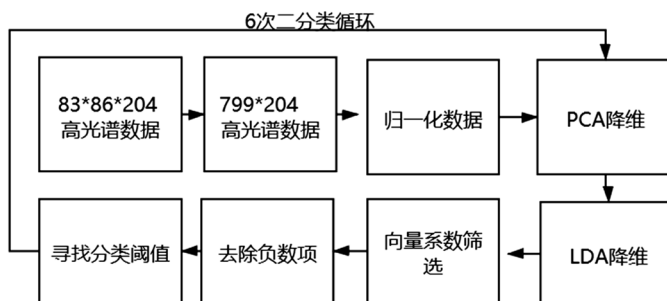 6次二分类循环
83*86*204
高光谱数据
799*204
高光谱数据
归一化数据
PCA降维
LDA降维
向量系数筛
选
去除负数项
寻找分类阈值